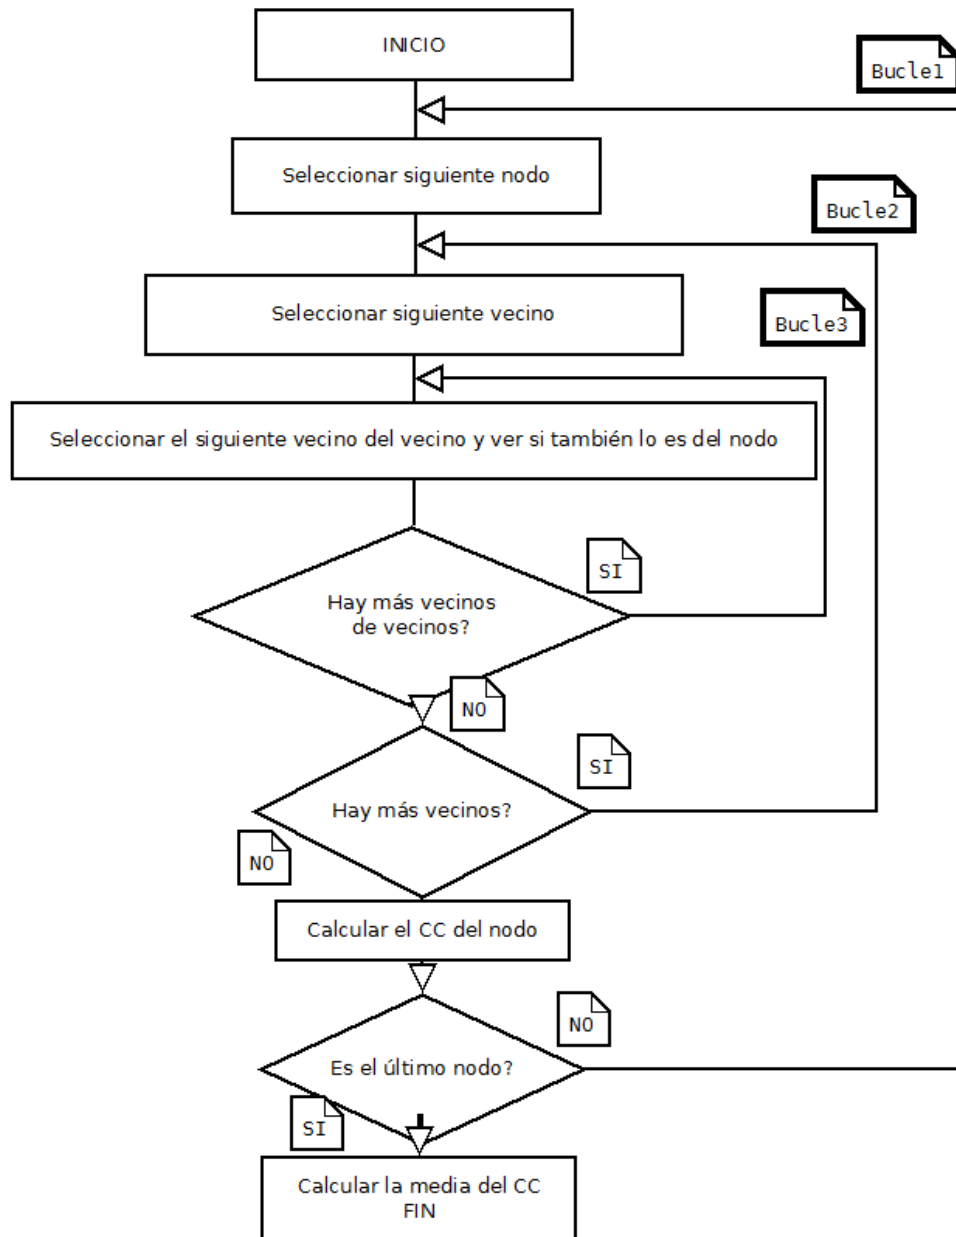 INICIO
Bucle1
Seleccionar siguiente nodo
Bucle2
Seleccionar siguiente vecino
Bucle3
Seleccionar el siguiente vecino del vecino y ver si también lo es del nodo
SI
Hay más vecinos
de vecinos?
NO
SI
Hay más vecinos?
NO
Calcular el CC del nodo
NO
Es el último nodo?
SI
Calcular la media del CC
FIN